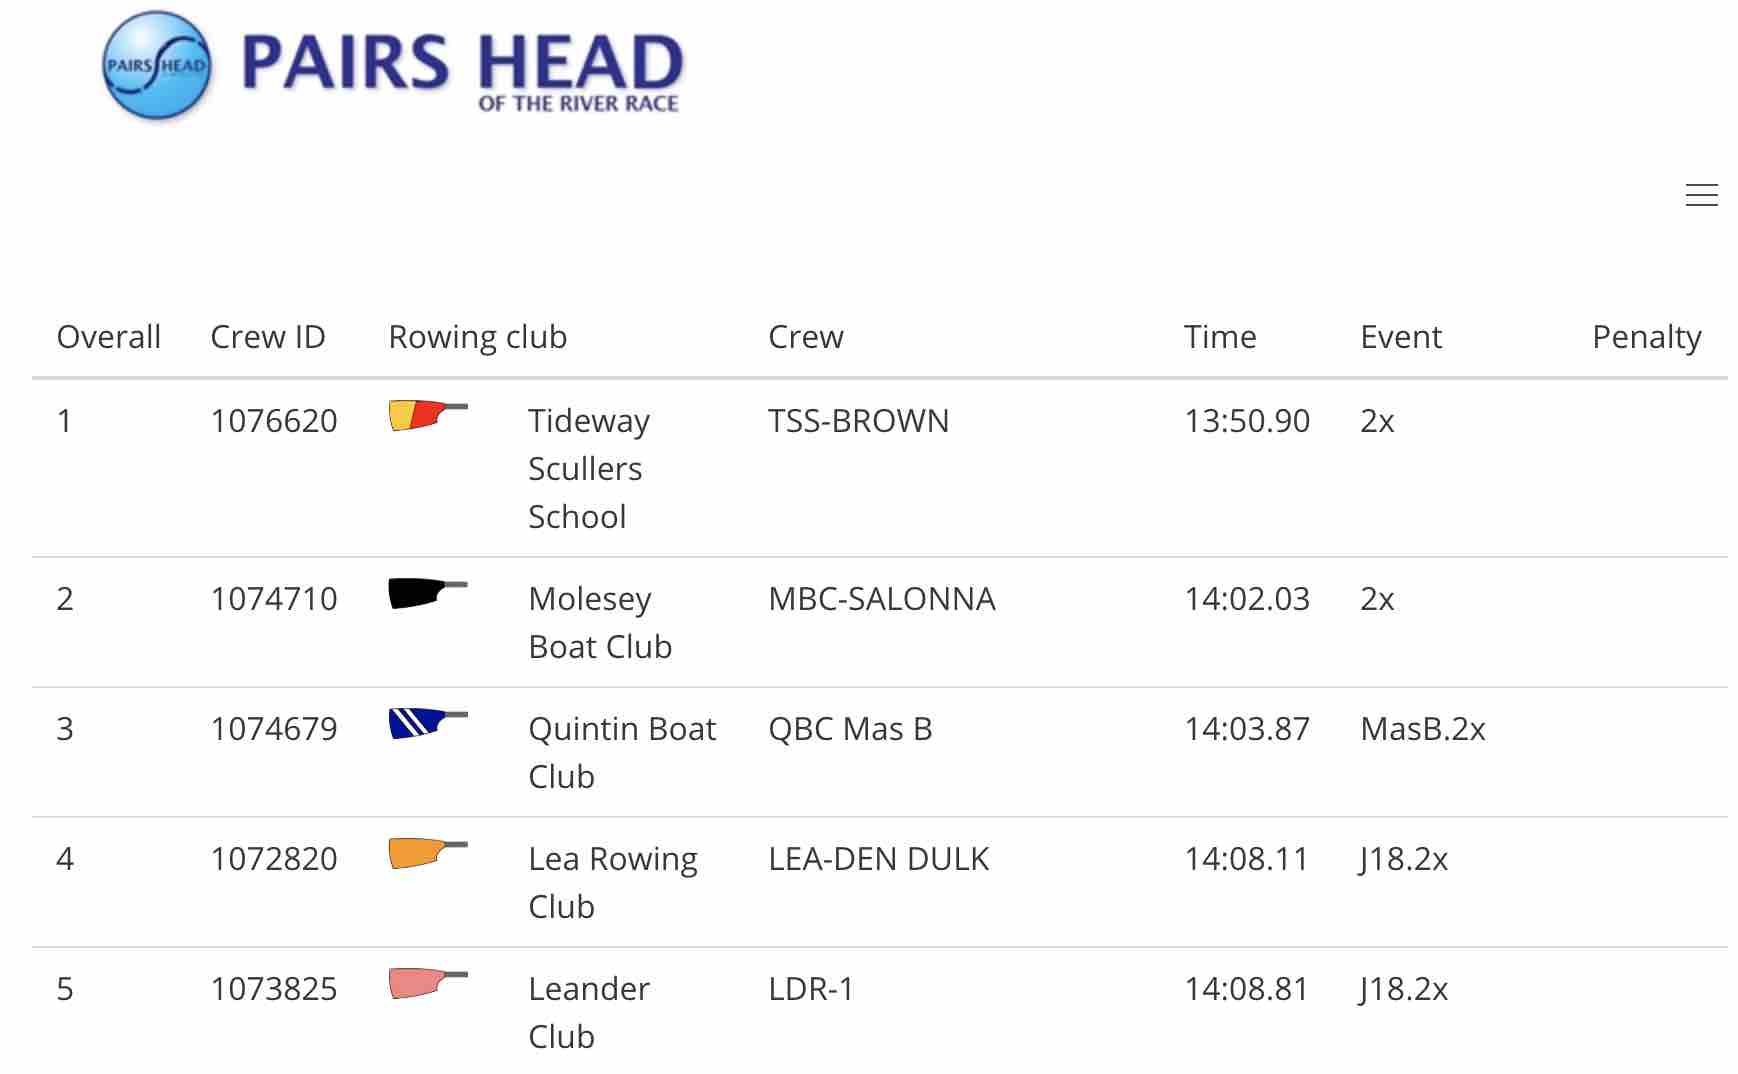 PAIRS HEAD
PAIRS HEAD
OF THE RIVER RACE
Overall Crew ID Rowing club Crew Time Event Penalty
1 1076620 Tideway TSS-BROWN 13:50.90 2x
Scullers
School
2 1074710 Molesey MBC-SALONNA 14:02.03 2x
Boat Club
3 1074679 Quintin Boat QBC Mas B 14:03.87 MasB.2x
Club
4 1072820 Lea Rowing LEA-DEN DULK 14:08.11 J18.2x
Club
5 1073825 Leander LDR-1 14:08.81 J18.2x
Club